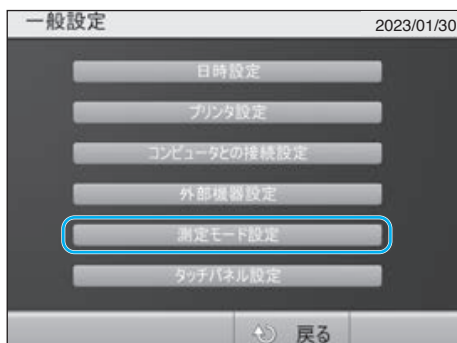 一般設定
2023/01/30
日時設定
プリンタ設定
コンピュータとの接続設定
外部機器設定
測定モード設定
タッチパネル設定
戻る